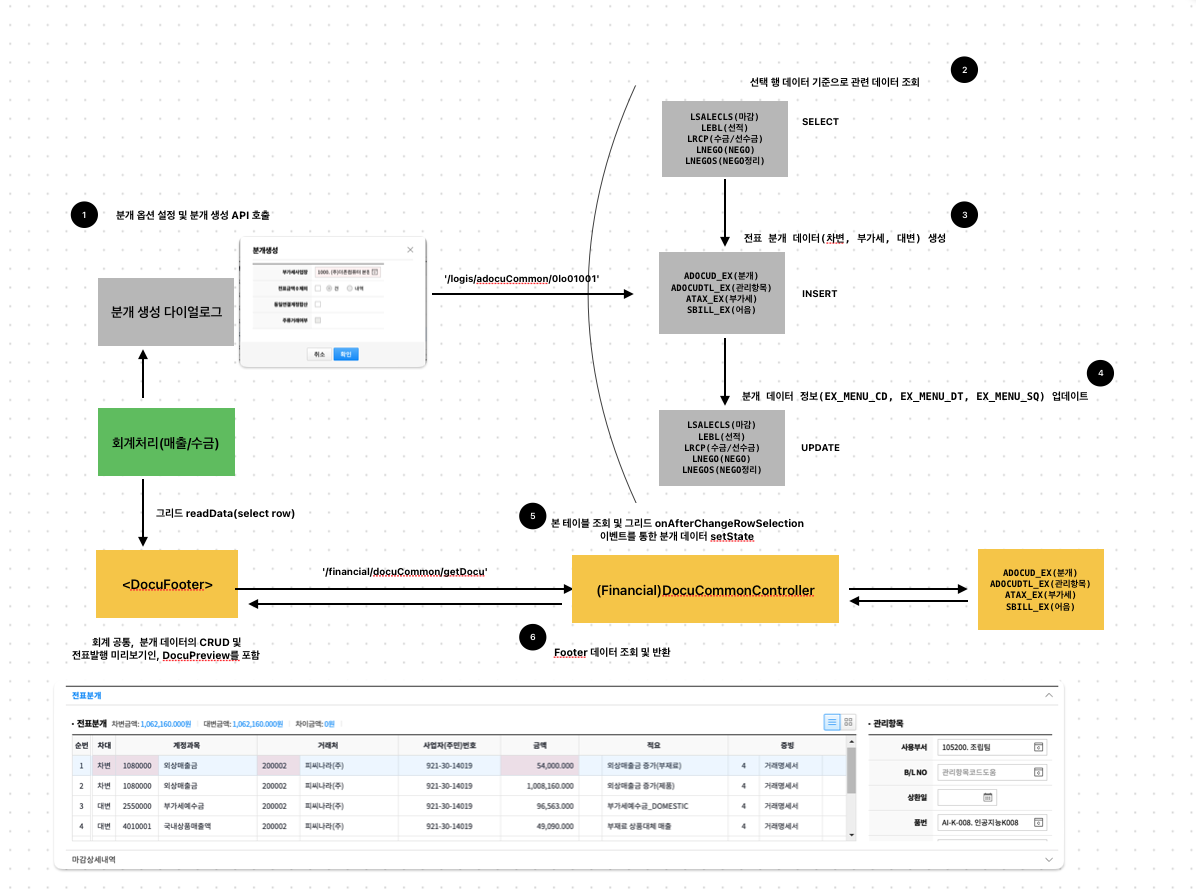 2
선택 행 데이터 기준으로 관련 데이터 조회
LSALECLS(마감)
LEBL(선적)
LRCP(수금/선수금)
LNEGO(NEGO)
LNEGOS(NEGO정리)
SELECT
1
분개 옵션 설정 및 분개 생성 API 호출
3
전표 분개 데이터(차변, 부가세, 대변) 생성
분개 생성 다이얼로그
분개생성
부가세사업장
1000. (주)더존컴퓨터 본점
전표금액수체의
건
내역
동일연월계정합산
주류거래여부
취소
확인
'/logis/adocuCommon/0lo01001'
ADOCUD_EX(분개)
ADOCUDTL_EX(관리항목)
ATAX_EX(부가세)
SBILL_EX(어음)
INSERT
4
분개 데이터 정보(EX_MENU_CD, EX_MENU_DT, EX_MENU_SQ) 업데이트
회계처리(매출/수금)
LSALECLS(마감)
LEBL(선적)
LRCP(수금/선수금)
LNEGO(NEGO)
LNEGOS(NEGO정리)
UPDATE
그리드 readData(select row)
5
본 테이블 조회 및 그리드 onAfterChangeRowSelection
이벤트를 통한 분개 데이터 setState
<DocuFooter>
'/financial/docuCommon/getDocu'
(Financial)DocuCommonController
ADOCUD_EX(분개)
ADOCUDTL_EX(관리항목)
ATAX_EX(부가세)
SBILL_EX(어음)
회계 공통, 분개 데이터의 CRUD 및
전표발행 미리보기인, DocuPreview를 포함
6
Footer 데이터 조회 및 반환
전표분개
· 전표분개 차변금액: 1,062,160.000원 대변금액: 1,062,160.000원 차이금액: 0원
· 관리항목
순번 차대 계정과목 거래처 사업자(주민)번호 금액 적요 증빙
1 차변 1080000 외상매출금 200002 피씨나라(주) 921-30-14019 54,000.000 외상매출금 증가(부재료) 4 거래명세서
2 차변 1080000 외상매출금 200002 피씨나라(주) 921-30-14019 1,008,160.000 외상매출금 증가(제품) 4 거래명세서
3 대변 2550000 부가세예수금 200002 피씨나라(주) 921-30-14019 96,563.000 부가세예수금_DOMESTIC 4 거래명세서
4 대변 4010001 국내상품매출액 200002 피씨나라(주) 921-30-14019 49,090.000 부재료 상품대체 매출 4 거래명세서
사용부서 105200. 조립팀
B/L NO 관리항목코드도움
상환일
품번 AI-K-008. 인공지능K008
마감상세내역